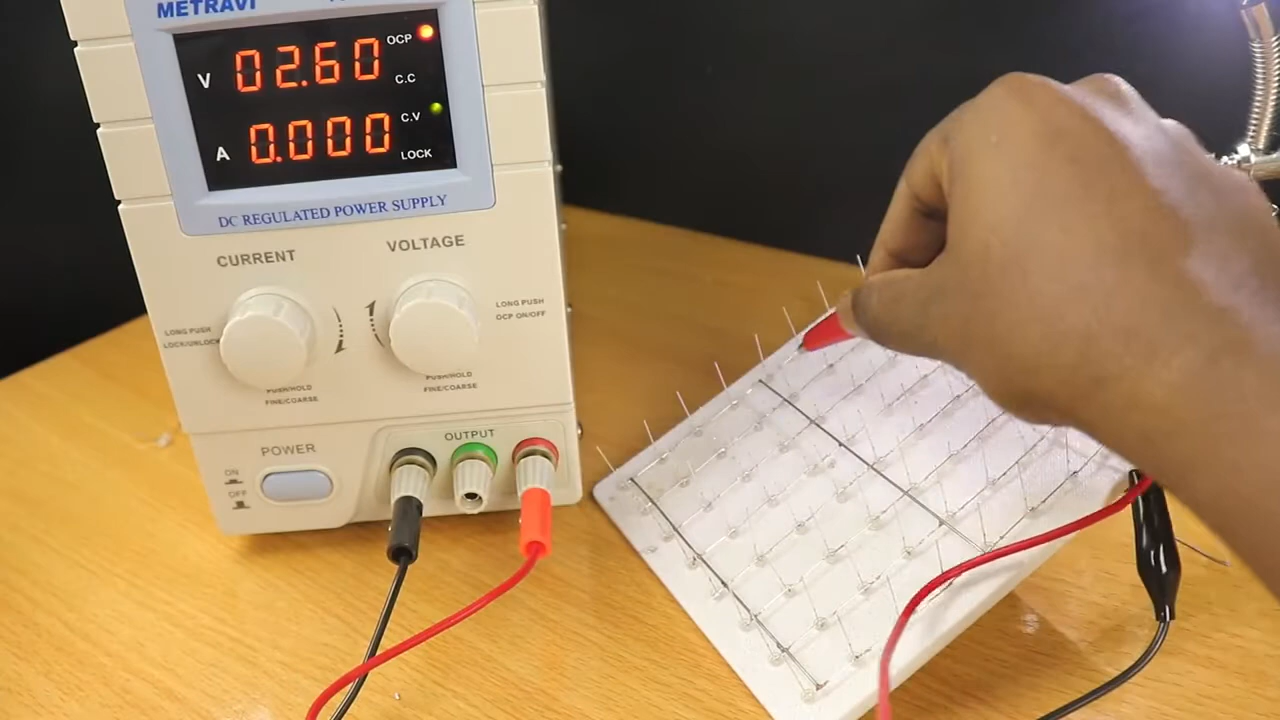 METRAVI
V 02.60 OCP
C.C
A 0.000 C.V
LOCK
DC REGULATED POWER SUPPLY
CURRENT VOLTAGE
LONG PUSH
LOCK/UNLOCK
LONG PUSH
OCP ON/OFF
PUSH/HOLD
FINE/COARSE
PUSH/HOLD
FINE/COARSE
POWER
ON
OFF
OUTPUT